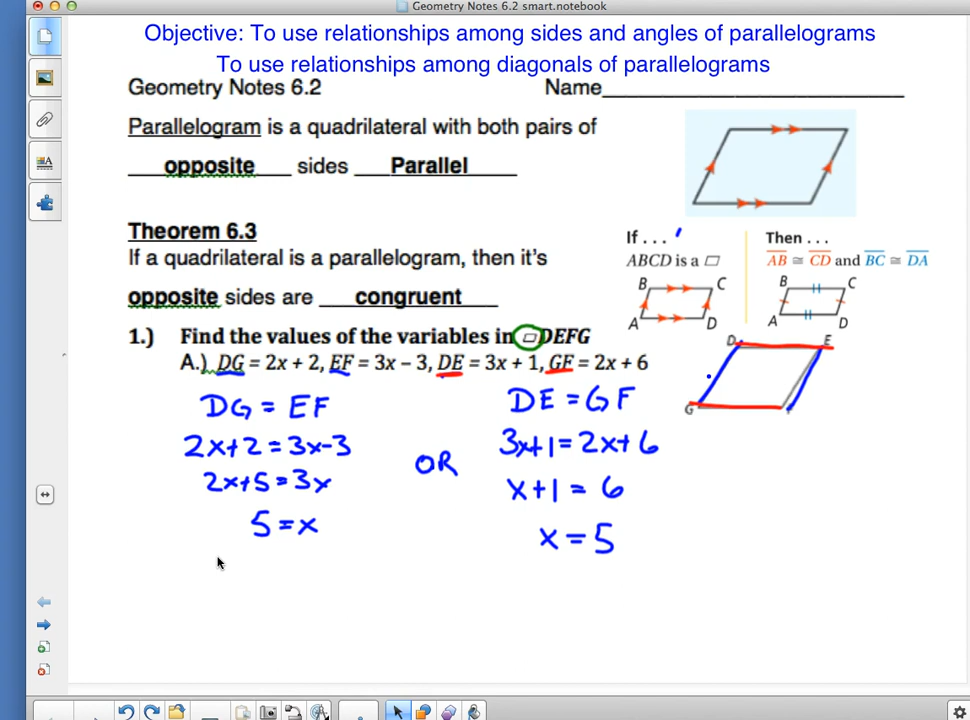 Geometry Notes 6.2 smart.notebook
Objective: To use relationships among sides and angles of parallelograms
To use relationships among diagonals of parallelograms
Geometry Notes 6.2 Name
Parallelogram is a quadrilateral with both pairs of
opposite sides Parallel
Theorem 6.3
If a quadrilateral is a parallelogram, then it's
opposite sides are congruent
If . . .
ABCD is a ▱
B C
A D
Then . . .
AB ≅ CD and BC ≅ DA
B C
A D
1.) Find the values of the variables in ▱DEFG
A.) DG = 2x + 2, EF = 3x – 3, DE = 3x + 1, GF = 2x + 6
D E
G
DG = EF
2x+2 = 3x-3
2x+5 = 3x
5 = x
OR
DE = GF
3x+1 = 2x+6
x+1 = 6
x = 5